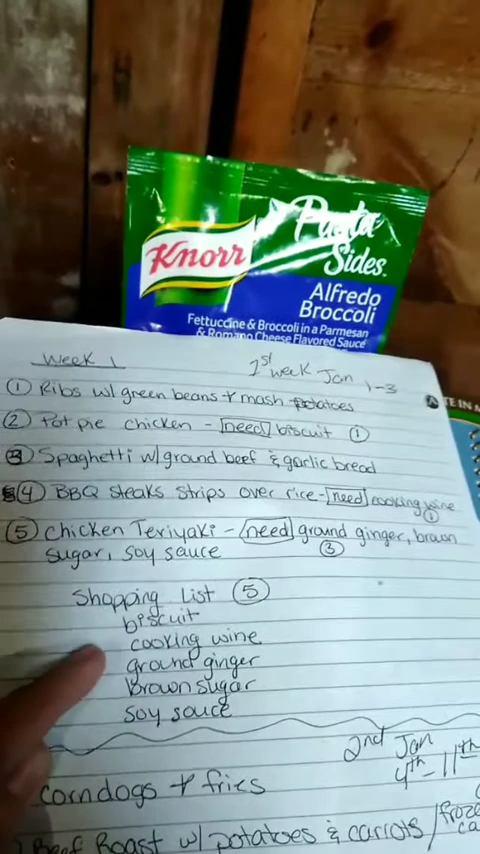 Knorr
Pasta
Sides
Alfredo
Broccoli
Fettuccine & Broccoli in a Parmesan
& Romano Cheese Flavored Sauce
Week 1
1st week Jan 1-3
① Ribs w/ green beans + mash potatoes
② Pot pie chicken - need biscuit ①
③ Spaghetti w/ground beef & garlic bread
④ BBQ steaks strips over rice - need cooking wine
①
⑤ Chicken Teriyaki - need ground ginger, brown
sugar, soy sauce ③
Shopping List ⑤
biscuit
cooking wine
ground ginger
Brown sugar
soy sauce
2nd Jan
4th - 11th
corndogs + fries
Beef Roast w/ potatoes & carrots /